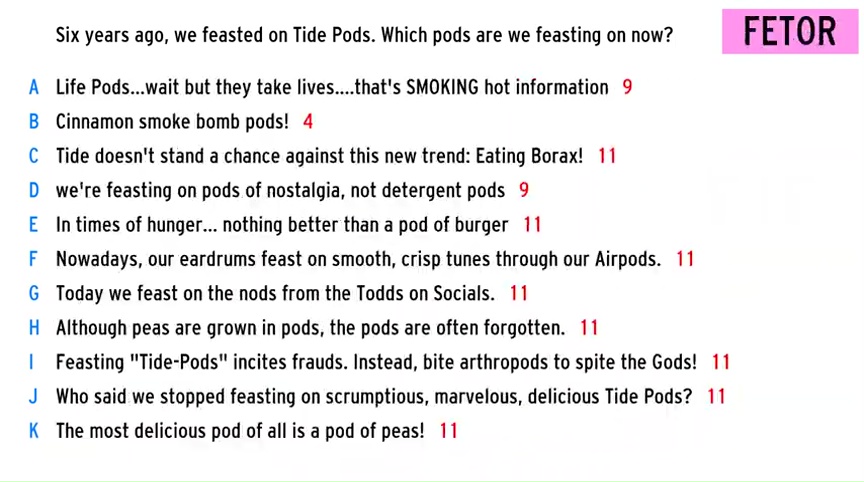 Six years ago, we feasted on Tide Pods. Which pods are we feasting on now?
FETOR
A Life Pods...wait but they take lives....that's SMOKING hot information 9
B Cinnamon smoke bomb pods! 4
C Tide doesn't stand a chance against this new trend: Eating Borax! 11
D we're feasting on pods of nostalgia, not detergent pods 9
E In times of hunger... nothing better than a pod of burger 11
F Nowadays, our eardrums feast on smooth, crisp tunes through our Airpods. 11
G Today we feast on the nods from the Todds on Socials. 11
H Although peas are grown in pods, the pods are often forgotten. 11
I Feasting "Tide-Pods" incites frauds. Instead, bite arthropods to spite the Gods! 11
J Who said we stopped feasting on scrumptious, marvelous, delicious Tide Pods? 11
K The most delicious pod of all is a pod of peas! 11